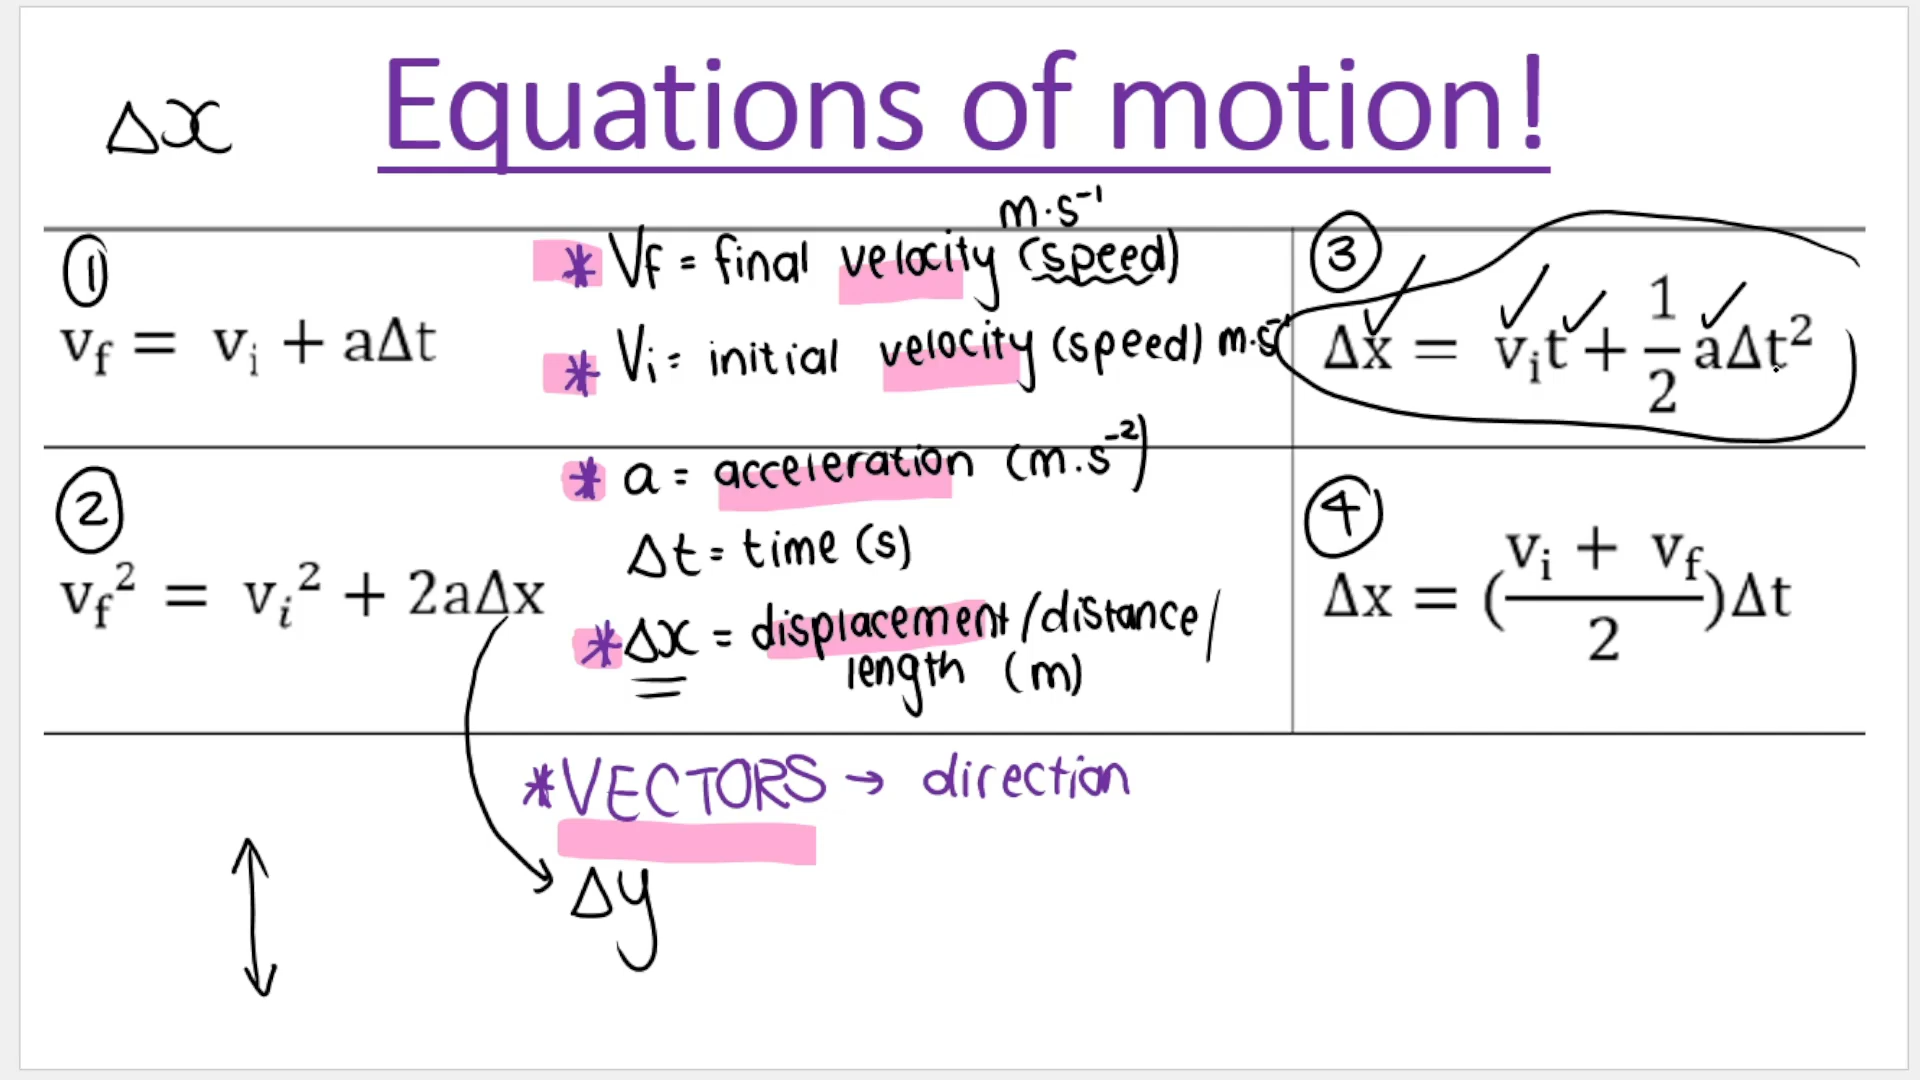 Δx
Equations of motion!
①
vf = vi + aΔt
②
vf² = vi² + 2aΔx
m·s⁻¹
* Vf = final velocity (speed)
* Vi = initial velocity (speed) m·s⁻¹
* a = acceleration (m.s⁻²)
Δt = time (s)
* Δx = displacement/distance/
length (m)
③
Δx = vit + 1/2 aΔt²
④
Δx = ((vi + vf)/2)Δt
*VECTORS → direction
Δy